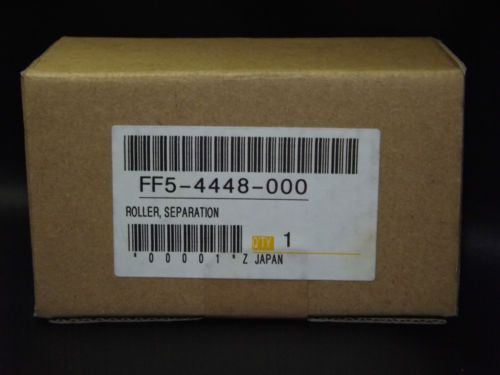 FF5-4448-000
ROLLER, SEPARATION
QTY 1
*00001*Z JAPAN